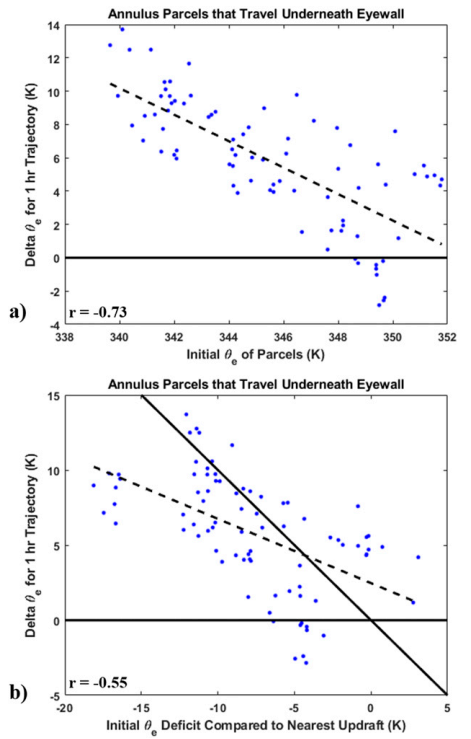 Annulus Parcels that Travel Underneath Eyewall
14
12
10
8
6
4
2
0
-2
-4
Delta θe for 1 hr Trajectory (K)
a)
r = -0.73
338 340 342 344 346 348 350 352
Initial θe of Parcels (K)
Annulus Parcels that Travel Underneath Eyewall
15
10
5
0
-5
Delta θe for 1 hr Trajectory (K)
b)
r = -0.55
-20 -15 -10 -5 0 5
Initial θe Deficit Compared to Nearest Updraft (K)